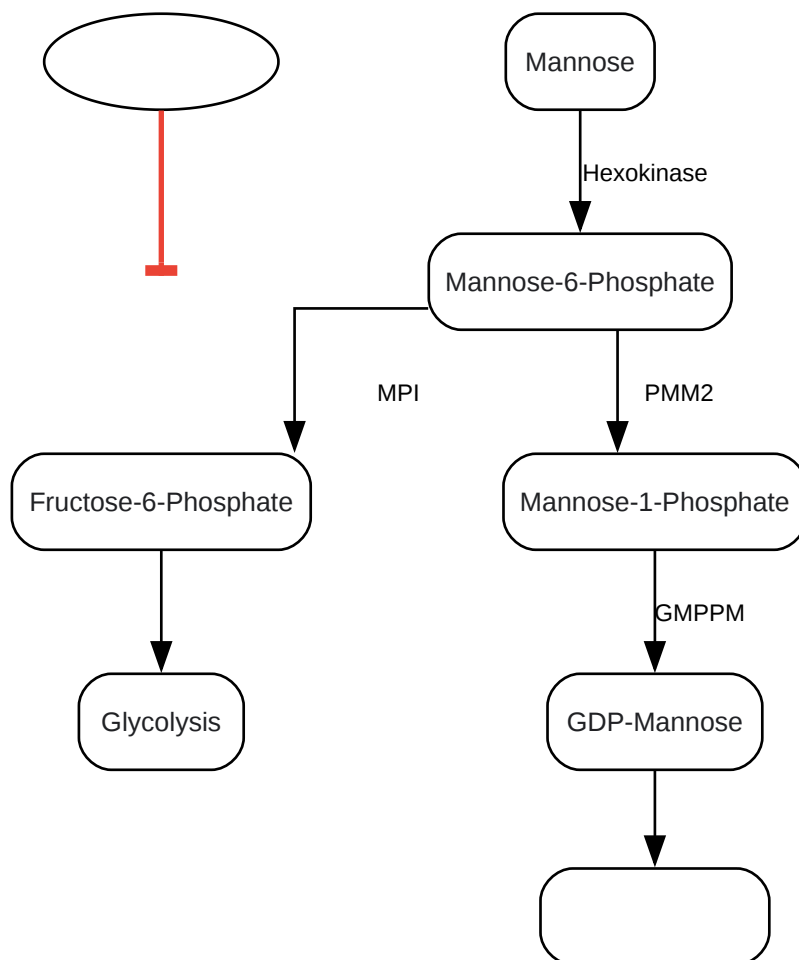 Mannose
Hexokinase
Mannose-6-Phosphate
MPI
PMM2
Fructose-6-Phosphate
Mannose-1-Phosphate
GMPPM
Glycolysis
GDP-Mannose